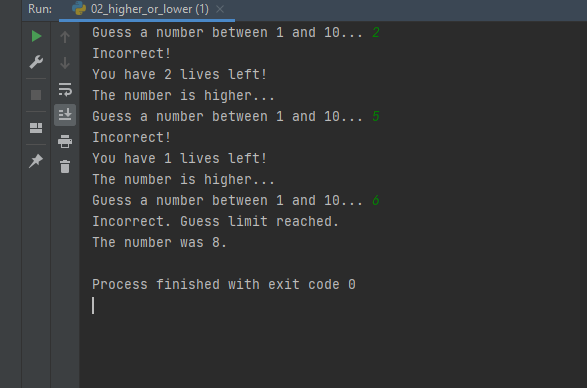 Run: 02_higher_or_lower (1)
Guess a number between 1 and 10... 2
Incorrect!
You have 2 lives left!
The number is higher...
Guess a number between 1 and 10... 5
Incorrect!
You have 1 lives left!
The number is higher...
Guess a number between 1 and 10... 6
Incorrect. Guess limit reached.
The number was 8.
Process finished with exit code 0